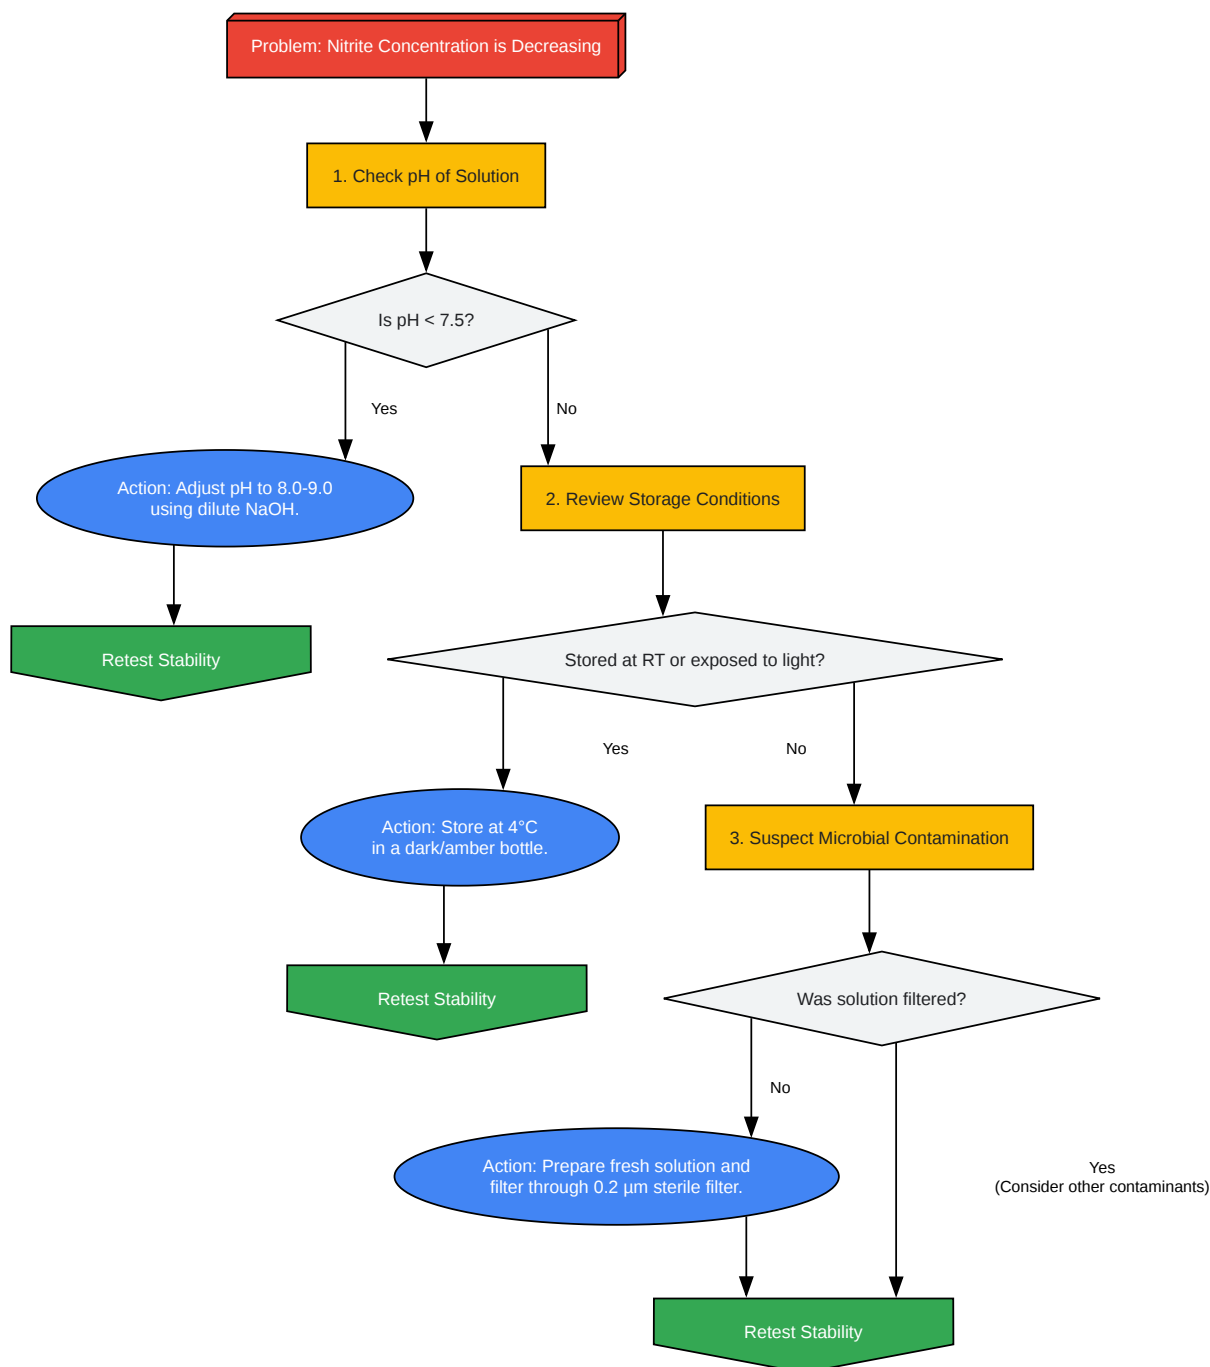 Problem: Nitrite Concentration is Decreasing
1. Check pH of Solution
Is pH < 7.5?
Yes
No
Action: Adjust pH to 8.0-9.0
using dilute NaOH.
2. Review Storage Conditions
Retest Stability
Stored at RT or exposed to light?
Yes
No
Action: Store at 4°C
in a dark/amber bottle.
3. Suspect Microbial Contamination
Retest Stability
Was solution filtered?
No
Action: Prepare fresh solution and
filter through 0.2 µm sterile filter.
Yes
(Consider other contaminants)
Retest Stability